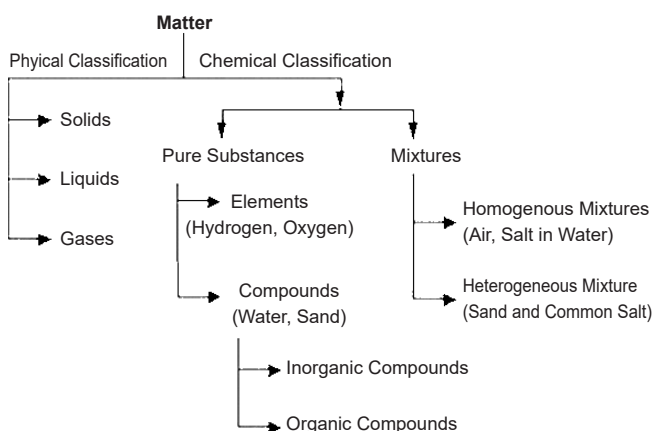 Matter
Phyical Classification
Chemical Classification
Solids
Liquids
Gases
Pure Substances
Mixtures
Elements
(Hydrogen, Oxygen)
Compounds
(Water, Sand)
Inorganic Compounds
Organic Compounds
Homogenous Mixtures
(Air, Salt in Water)
Heterogeneous Mixture
(Sand and Common Salt)